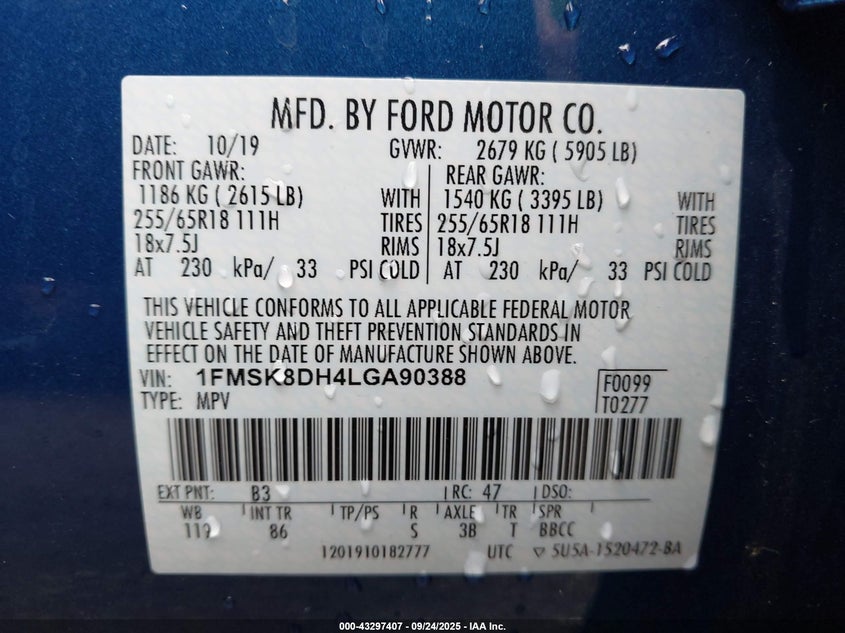 MFD. BY FORD MOTOR CO.
DATE: 10/19 GVWR: 2679 KG ( 5905 LB)
FRONT GAWR: REAR GAWR:
1186 KG ( 2615 LB) WITH 1540 KG ( 3395 LB) WITH
255/65R18 111H TIRES 255/65R18 111H TIRES
18x7.5J RIMS 18x7.5J RIMS
AT 230 kPa/ 33 PSI COLD AT 230 kPa/ 33 PSI COLD
THIS VEHICLE CONFORMS TO ALL APPLICABLE FEDERAL MOTOR
VEHICLE SAFETY AND THEFT PREVENTION STANDARDS IN
EFFECT ON THE DATE OF MANUFACTURE SHOWN ABOVE.
VIN: 1FMSK8DH4LGA90388 F0099
TYPE: MPV T0277
EXT PNT: B3 RC: 47 DSO:
WB INT TR TP/PS R AXLE TR SPR
119 86 S 3B T BBCC
1201910182777 UTC ▽ 5U5A-1520472-BA
000-43297407 - 09/24/2025 - IAA Inc.